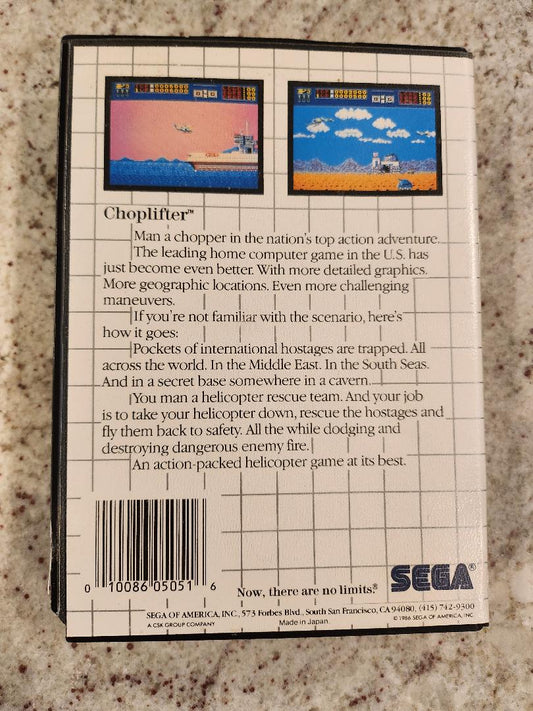 Choplifter™
Man a chopper in the nation's top action adventure.
The leading home computer game in the U.S. has
just become even better. With more detailed graphics.
More geographic locations. Even more challenging
maneuvers.
If you're not familiar with the scenario, here's
how it goes:
Pockets of international hostages are trapped. All
across the world. In the Middle East. In the South Seas.
And in a secret base somewhere in a cavern.
You man a helicopter rescue team. And your job
is to take your helicopter down, rescue the hostages and
fly them back to safety. All the while dodging and
destroying dangerous enemy fire.
An action-packed helicopter game at its best.
0 10086 05051 6
Now, there are no limits.®
SEGA®
SEGA OF AMERICA, INC., 573 Forbes Blvd., South San Francisco, CA 94080, (415) 742-9300
A CSK GROUP COMPANY
Made in Japan.
© 1986 SEGA OF AMERICA, INC.